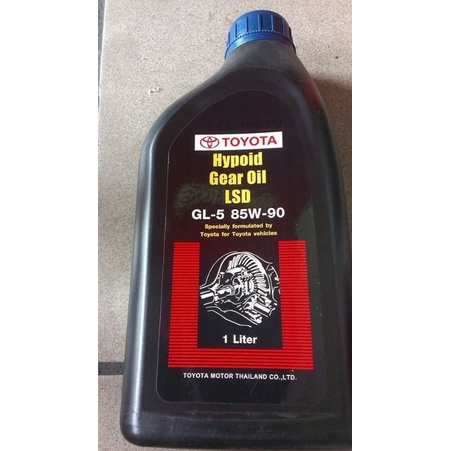 TOYOTA
Hypoid
Gear Oil
LSD
GL-5 85W-90
Specially formulated by
Toyota for Toyota vehicles
1 Liter
TOYOTA MOTOR THAILAND CO.,LTD.